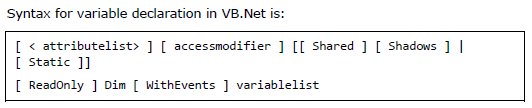 Syntax for variable declaration in VB.Net is:
[ < attributelist> ] [ accessmodifier ] [[ Shared ] [ Shadows ] |
[ Static ]]
[ ReadOnly ] Dim [ WithEvents ] variablelist